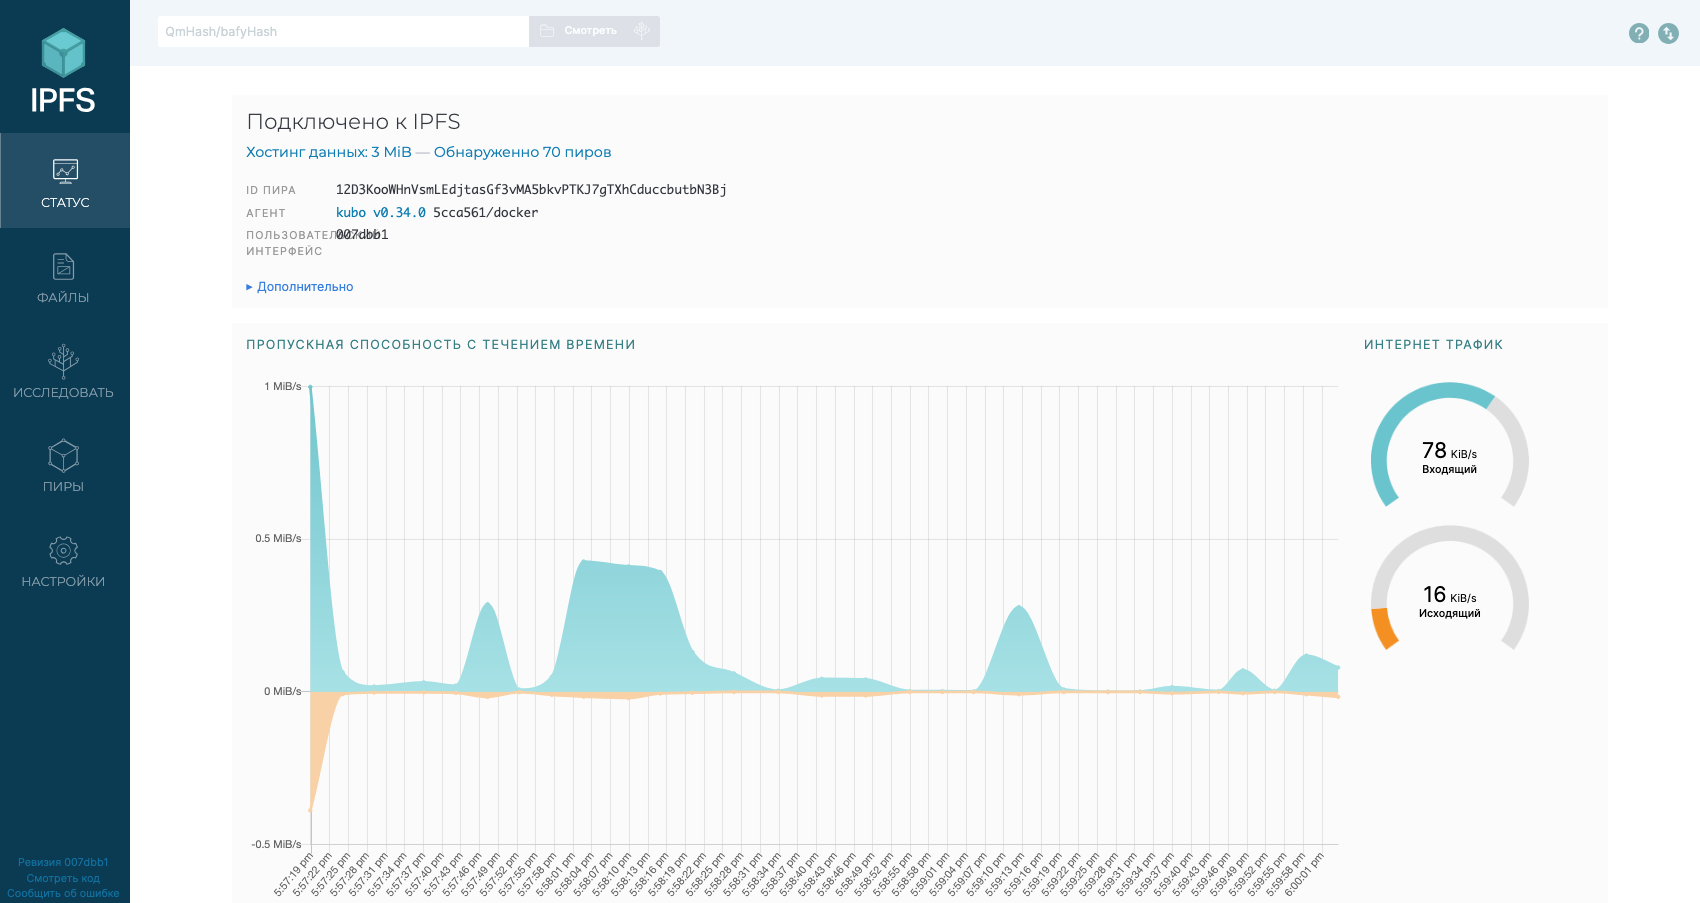 QmHash/bafyHash
Смотреть
IPFS
СТАТУС
ФАЙЛЫ
ИССЛЕДОВАТЬ
ПИРЫ
НАСТРОЙКИ
Ревизия 007dbb1
Смотреть код
Сообщить об ошибке
Подключено к IPFS
Хостинг данных: 3 MiB — Обнаруженно 70 пиров
ID ПИРА 12D3KooWHnVsmLEdjtasGf3vMA5bkvPTKJ7gTXhCduccbutbN3Bj
АГЕНТ kubo v0.34.0 5cca561/docker
007dbb1
ИНТЕРФЕЙС
▸ Дополнительно
ПРОПУСКНАЯ СПОСОБНОСТЬ С ТЕЧЕНИЕМ ВРЕМЕНИ
1 MiB/s
0.5 MiB/s
0 MiB/s
-0.5 MiB/s
5:57:19 pm
5:57:22 pm
5:57:25 pm
5:57:28 pm
5:57:31 pm
5:57:34 pm
5:57:37 pm
5:57:40 pm
5:57:43 pm
5:57:46 pm
5:57:49 pm
5:57:52 pm
5:57:55 pm
5:57:58 pm
5:58:01 pm
5:58:04 pm
5:58:07 pm
5:58:10 pm
5:58:13 pm
5:58:16 pm
5:58:19 pm
5:58:22 pm
5:58:25 pm
5:58:28 pm
5:58:31 pm
5:58:34 pm
5:58:37 pm
5:58:40 pm
5:58:43 pm
5:58:46 pm
5:58:49 pm
5:58:52 pm
5:58:55 pm
5:58:58 pm
5:59:01 pm
5:59:04 pm
5:59:07 pm
5:59:10 pm
5:59:13 pm
5:59:16 pm
5:59:19 pm
5:59:22 pm
5:59:25 pm
5:59:28 pm
5:59:31 pm
5:59:34 pm
5:59:37 pm
5:59:40 pm
5:59:43 pm
5:59:46 pm
5:59:49 pm
5:59:52 pm
5:59:55 pm
5:59:58 pm
6:00:01 pm
ИНТЕРНЕТ ТРАФИК
78 KiB/s
Входящий
16 KiB/s
Исходящий